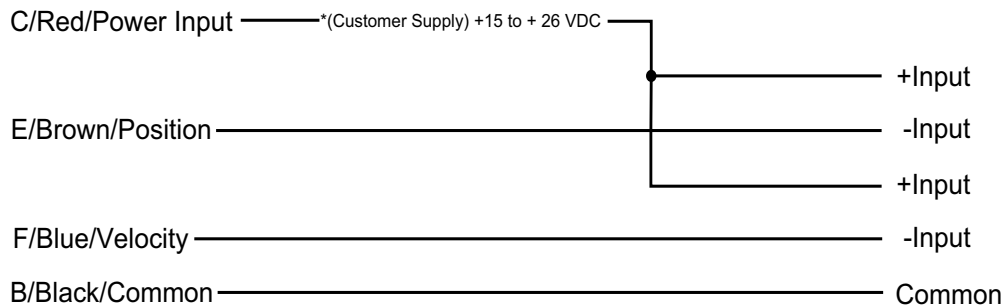 C/Red/Power Input
*(Customer Supply) +15 to + 26 VDC
+Input
E/Brown/Position
-Input
+Input
F/Blue/Velocity
-Input
B/Black/Common
Common